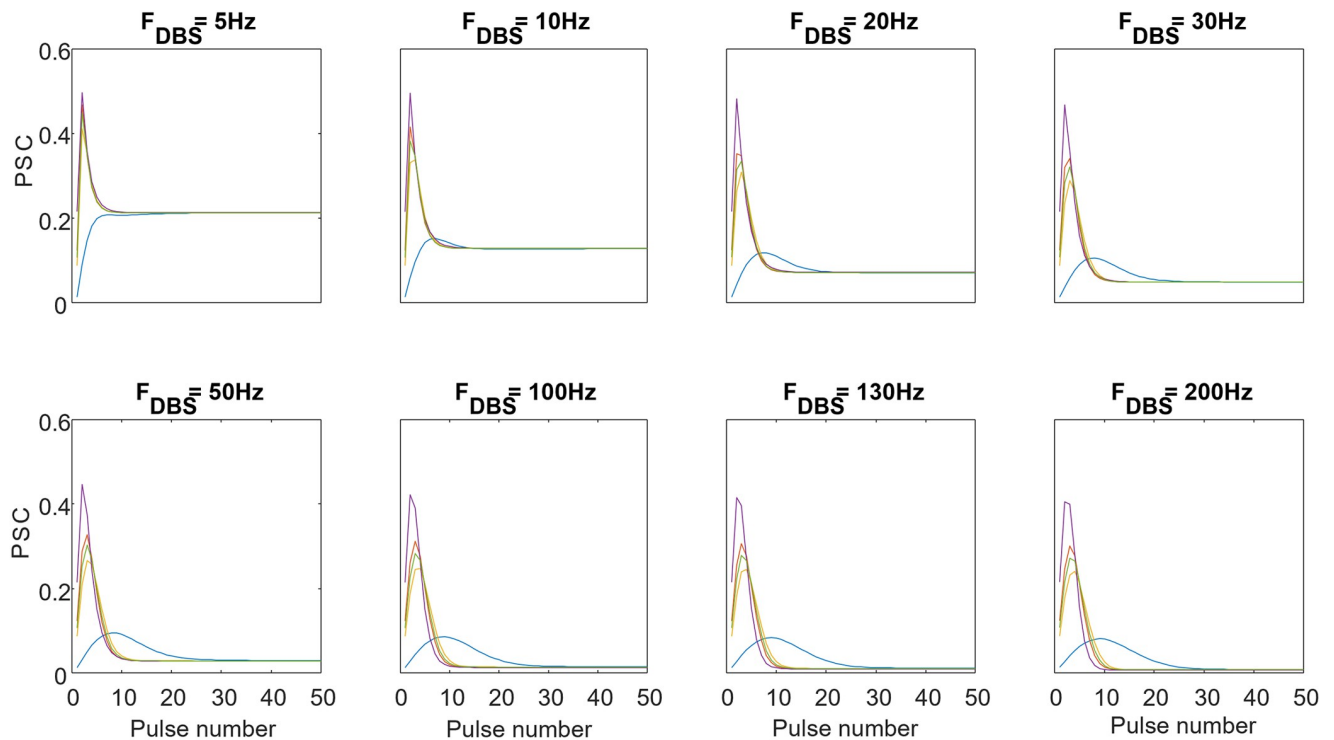 F_DBS = 5Hz
F_DBS = 10Hz
F_DBS = 20Hz
F_DBS = 30Hz
0.6
0.4
0.2
0
PSC
F_DBS = 50Hz
F_DBS = 100Hz
F_DBS = 130Hz
F_DBS = 200Hz
0.6
0.4
0.2
0
PSC
0 10 20 30 40 50
0 10 20 30 40 50
0 10 20 30 40 50
0 10 20 30 40 50
Pulse number
Pulse number
Pulse number
Pulse number